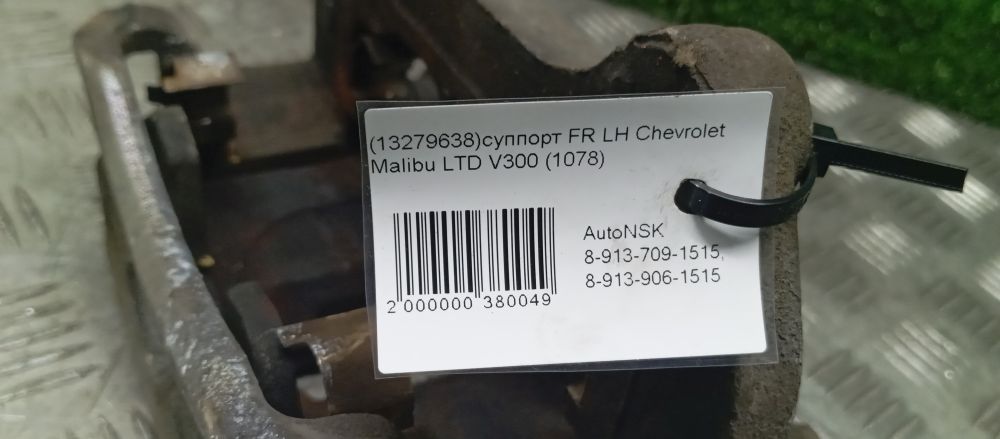 (13279638)суппорт FR LH Chevrolet
Malibu LTD V300 (1078)
AutoNSK
8-913-709-1515,
8-913-906-1515
2 000000 380049